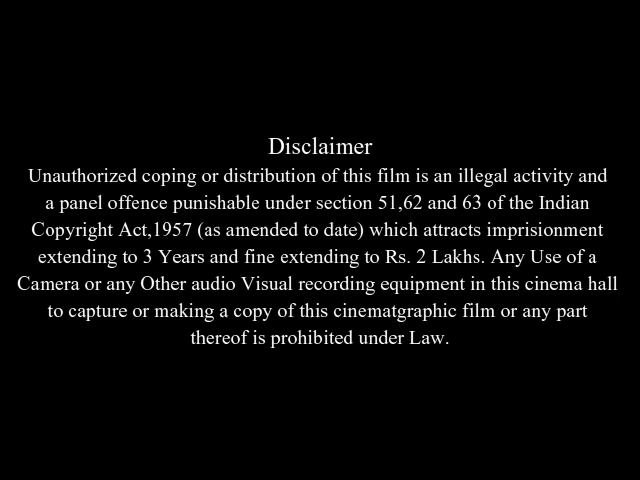 Disclaimer
Unauthorized coping or distribution of this film is an illegal activity and
a panel offence punishable under section 51,62 and 63 of the Indian
Copyright Act,1957 (as amended to date) which attracts imprisionment
extending to 3 Years and fine extending to Rs. 2 Lakhs. Any Use of a
Camera or any Other audio Visual recording equipment in this cinema hall
to capture or making a copy of this cinematgraphic film or any part
thereof is prohibited under Law.